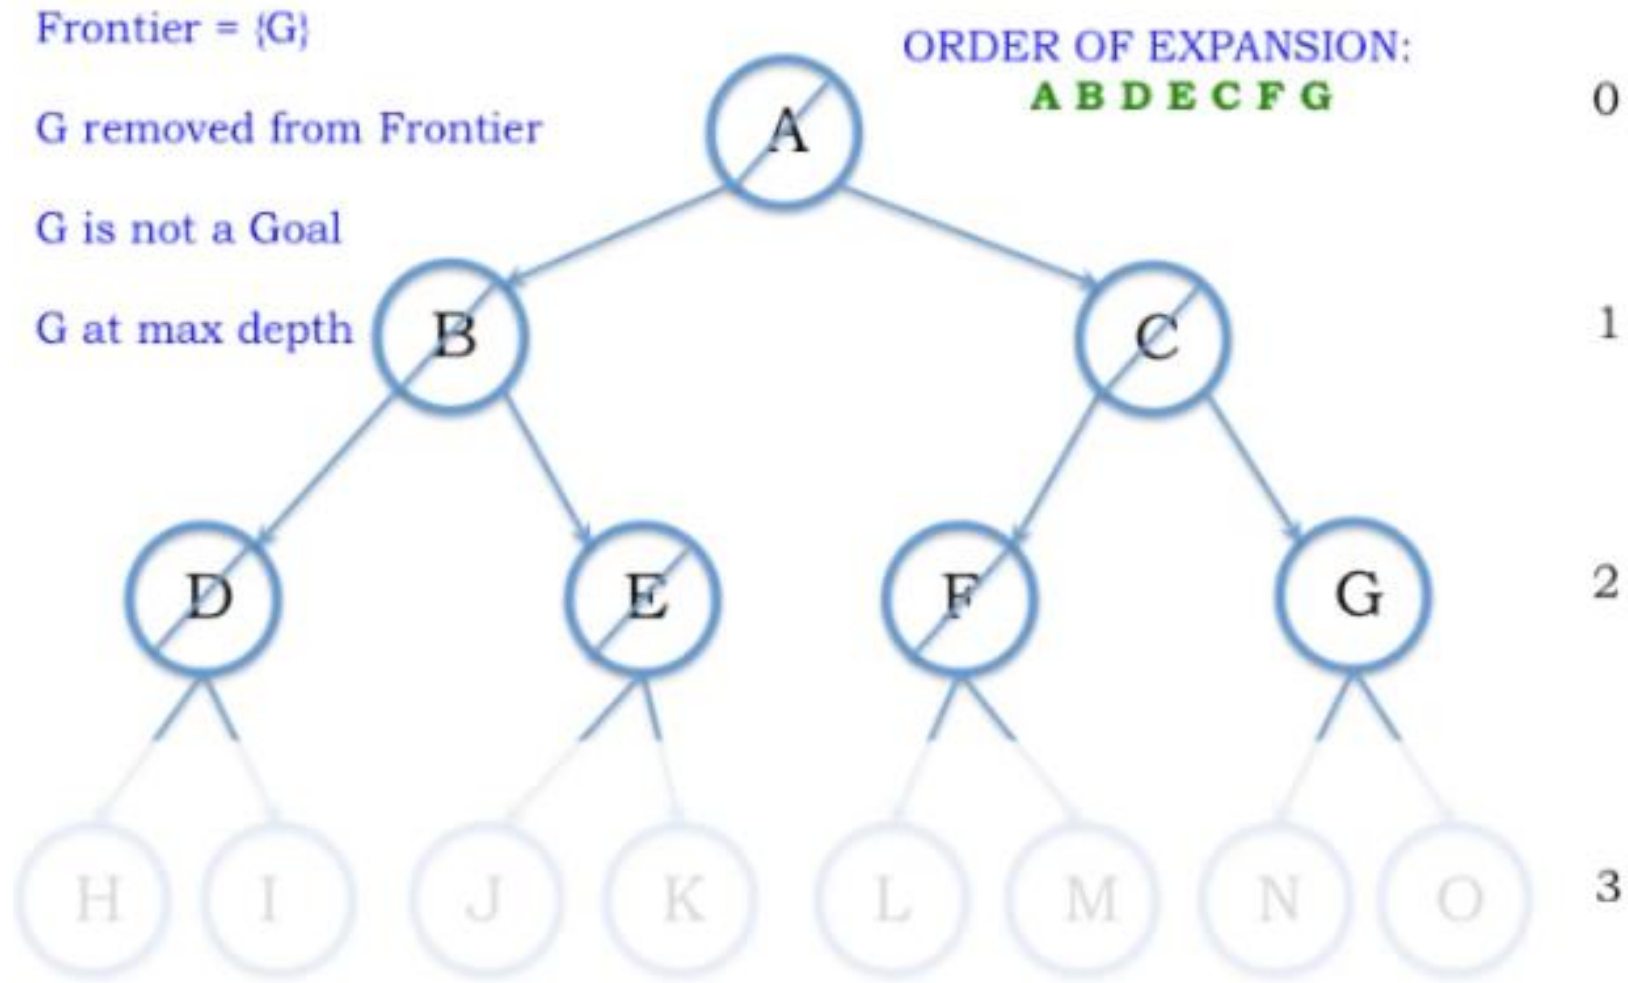 Frontier = {G}
ORDER OF EXPANSION:
A B D E C F G
0
G removed from Frontier
A
G is not a Goal
G at max depth
B
C
1
D
E
F
G
2
H
I
J
K
L
M
N
O
3